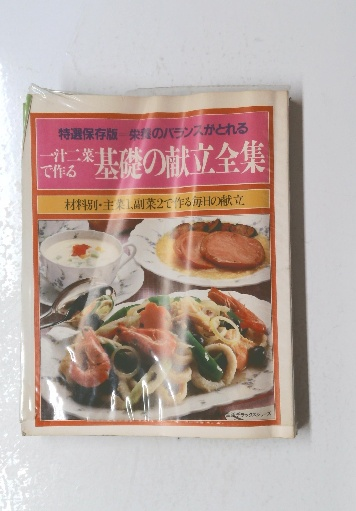 特選保存版 栄養のバランスがとれる
一汁二菜で作る 基礎の献立全集
材料別・主菜1、副菜2で作る毎日の献立